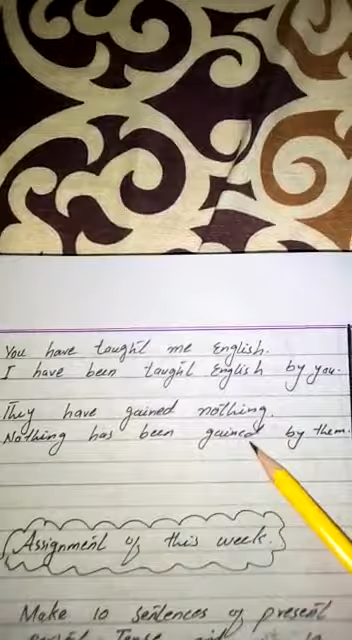 You have taught me English.
I have been taught English by you.
They have gained nothing.
Nothing has been gained by them.
Assignment of this week.
Make 10 sentences of present
Tense